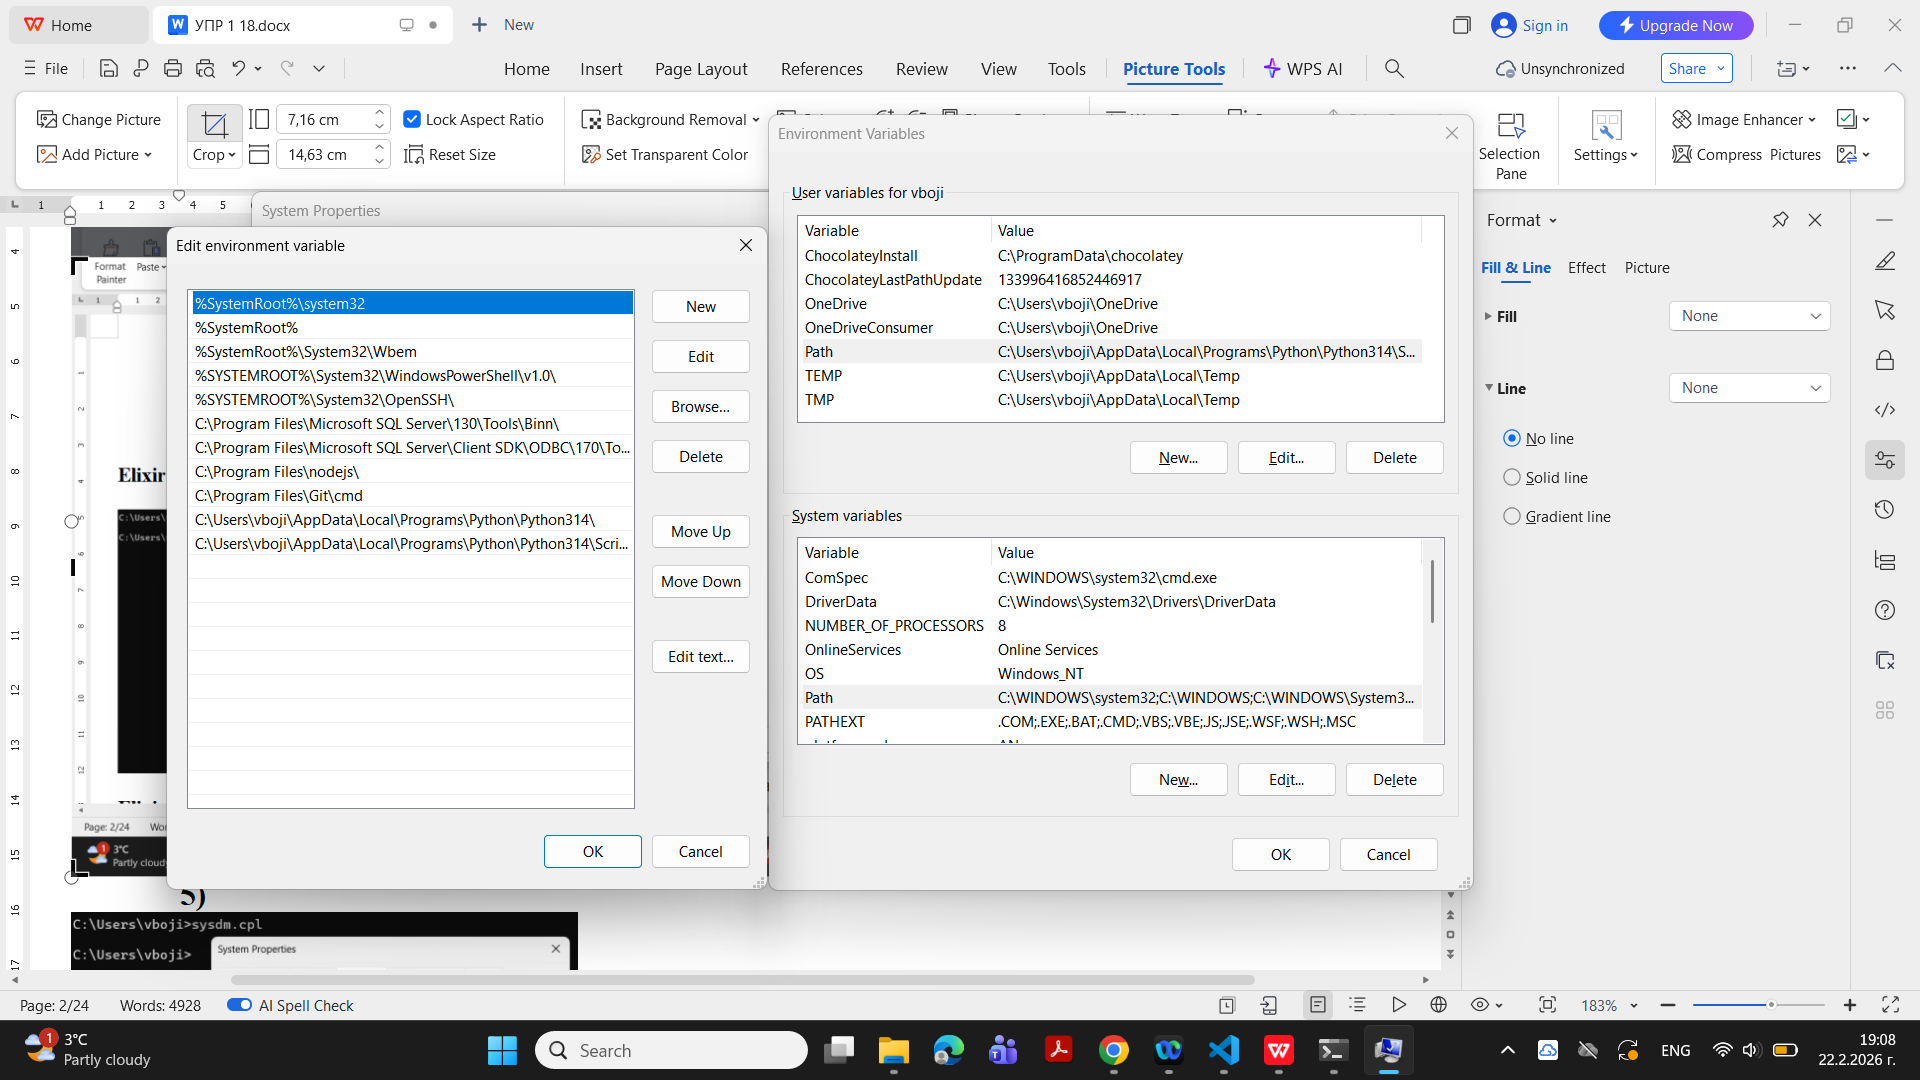 Home
УПР 1 18.docx
New
Sign in
Upgrade Now
File
Home Insert Page Layout References Review View Tools Picture Tools WPS AI
Unsynchronized
Share
Change Picture
Add Picture
Crop
7,16 cm
14,63 cm
Lock Aspect Ratio
Reset Size
Background Removal
Set Transparent Color
Selection
Pane
Settings
Image Enhancer
Compress Pictures
System Properties
Edit environment variable
%SystemRoot%\system32
%SystemRoot%
%SystemRoot%\System32\Wbem
%SYSTEMROOT%\System32\WindowsPowerShell\v1.0\
%SYSTEMROOT%\System32\OpenSSH\
C:\Program Files\Microsoft SQL Server\130\Tools\Binn\
C:\Program Files\Microsoft SQL Server\Client SDK\ODBC\170\To...
C:\Program Files\nodejs\
C:\Program Files\Git\cmd
C:\Users\vboji\AppData\Local\Programs\Python\Python314\
C:\Users\vboji\AppData\Local\Programs\Python\Python314\Scri...
New
Edit
Browse...
Delete
Move Up
Move Down
Edit text...
OK
Cancel
Environment Variables
User variables for vboji
Variable Value
ChocolateyInstall C:\ProgramData\chocolatey
ChocolateyLastPathUpdate 133996416852446917
OneDrive C:\Users\vboji\OneDrive
OneDriveConsumer C:\Users\vboji\OneDrive
Path C:\Users\vboji\AppData\Local\Programs\Python\Python314\S...
TEMP C:\Users\vboji\AppData\Local\Temp
TMP C:\Users\vboji\AppData\Local\Temp
New... Edit... Delete
System variables
Variable Value
ComSpec C:\WINDOWS\system32\cmd.exe
DriverData C:\Windows\System32\Drivers\DriverData
NUMBER_OF_PROCESSORS 8
OnlineServices Online Services
OS Windows_NT
Path C:\WINDOWS\system32;C:\WINDOWS;C:\WINDOWS\System3...
PATHEXT .COM;.EXE;.BAT;.CMD;.VBS;.VBE;.JS;.JSE;.WSF;.WSH;.MSC
New... Edit... Delete
OK Cancel
Format
Fill & Line Effect Picture
Fill None
Line None
No line
Solid line
Gradient line
Format
Painter
Paste
Elixir
C:\Users\
C:\Users\
Page: 2/24
3°C
Partly cloudy
5)
C:\Users\vboji>sysdm.cpl
C:\Users\vboji>
System Properties
Page: 2/24 Words: 4928 AI Spell Check
183%
3°C
Partly cloudy
Search
ENG
19:08
22.2.2026 г.